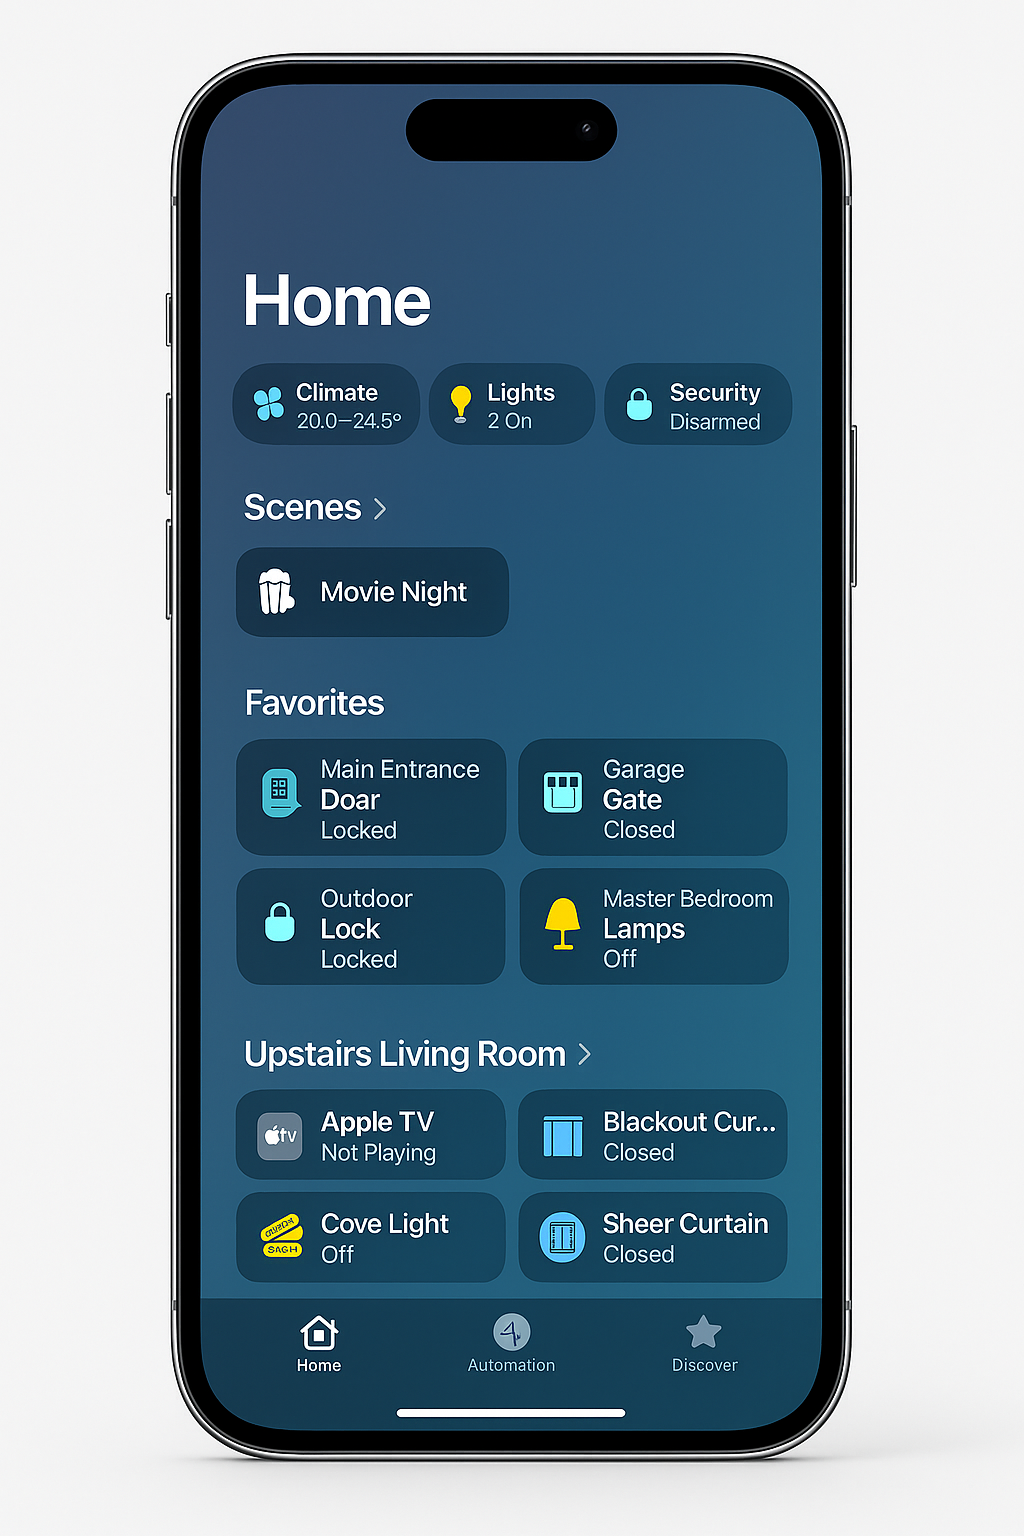 Home
Climate
20.0–24.5°
Lights
2 On
Security
Disarmed
Scenes
Movie Night
Favorites
Main Entrance
Doar
Locked
Garage
Gate
Closed
Outdoor
Lock
Locked
Master Bedroom
Lamps
Off
Upstairs Living Room
tv
Apple TV
Not Playing
Blackout Cur...
Closed
SAGH
Cove Light
Off
Sheer Curtain
Closed
Home
Automation
Discover